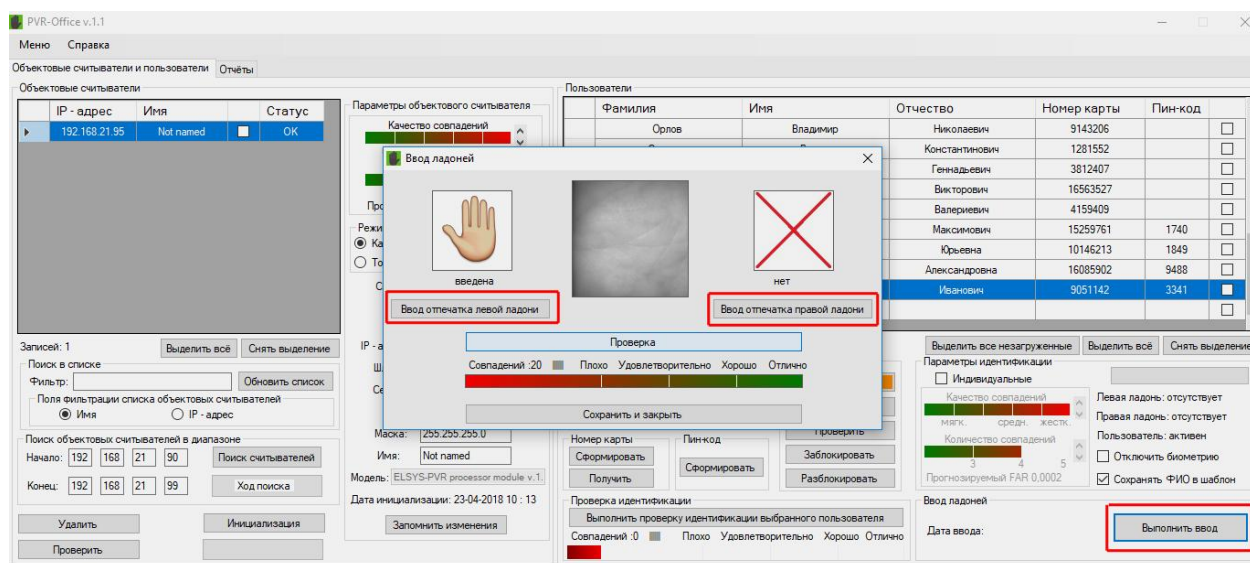 PVR-Office v.1.1
Меню Справка
Объектовые считыватели и пользователи Отчёты
Объектовые считыватели
IP - адрес Имя Статус
192.168.21.95 Not named OK
Записей: 1 Выделить всё Снять выделение
Поиск в списке
Фильтр: Обновить список
Поля фильтрации списка объектовых считывателей
Имя IP - адрес
Поиск объектовых считывателей в диапазоне
Начало: 192 168 21 90 Поиск считывателей
Конец: 192 168 21 99 Ход поиска
Удалить Инициализация
Проверить
Параметры объектового считывателя
Качество совпадений
IP - а
Маска: 255.255.255.0
Имя: Not named
Модель: ELSYS-PVR processor module v.1.
Дата инициализации: 23-04-2018 10 : 13
Запомнить изменения
Ввод ладоней
введена
нет
Ввод отпечатка левой ладони
Ввод отпечатка правой ладони
Проверка
Совпадений :20 Плохо Удовлетворительно Хорошо Отлично
Сохранить и закрыть
Пользователи
Фамилия Имя Отчество Номер карты Пин-код
Орлов Владимир Николаевич 9143206
Константинович 1281552
Геннадьевич 3812407
Викторович 16563527
Валериевич 4159409
Максимович 15259761 1740
Юрьевна 10146213 1849
Александровна 16085902 9488
Иванович 9051142 3341
Выделить все незагруженные Выделить всё Снять выделение
Номер карты
Сформировать
Получить
Пин-код
Сформировать
Проверить
Заблокировать
Разблокировать
Проверка идентификации
Выполнить проверку идентификации выбранного пользователя
Совпадений :0 Плохо Удовлетворительно Хорошо Отлично
Параметры идентификации
Индивидуальные
Качество совпадений
мягк. средн. жестк.
Количество совпадений
3 4 5
Прогнозируемый FAR 0,0002
Левая ладонь: отсутствует
Правая ладонь: отсутствует
Пользователь: активен
Отключить биометрию
Сохранять ФИО в шаблон
Ввод ладоней
Дата ввода:
Выполнить ввод